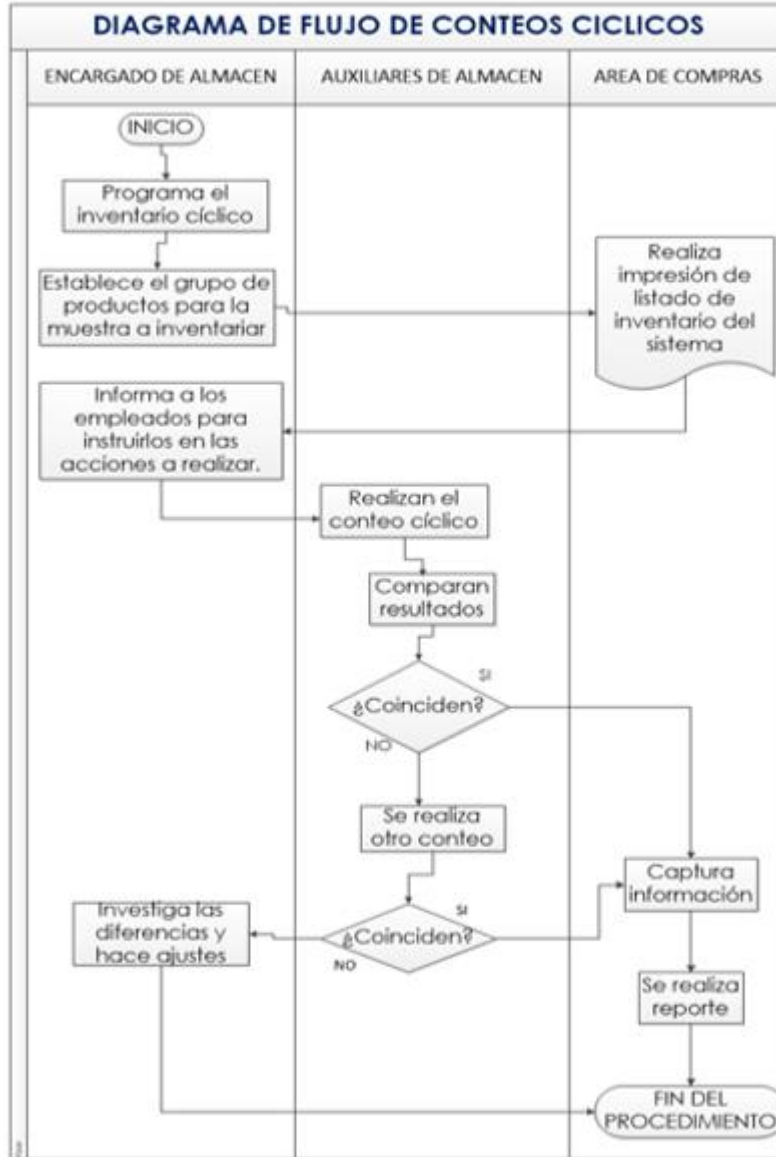 DIAGRAMA DE FLUJO DE CONTEOS CICLICOS
ENCARGADO DE ALMACEN
AUXILIARES DE ALMACEN
AREA DE COMPRAS
INICIO
Programa el
inventario cíclico
Establece el grupo de
productos para la
muestra a inventariar
Realiza
impresión de
listado de
inventario del
sistema
Informa a los
empleados para
instruirlos en las
acciones a realizar.
Realizan el
conteo cíclico
Comparan
resultados
¿Coinciden?
SI
NO
Se realiza
otro conteo
¿Coinciden?
SI
NO
Investiga las
diferencias y
hace ajustes
Captura
información
Se realiza
reporte
FIN DEL
PROCEDIMIENTO